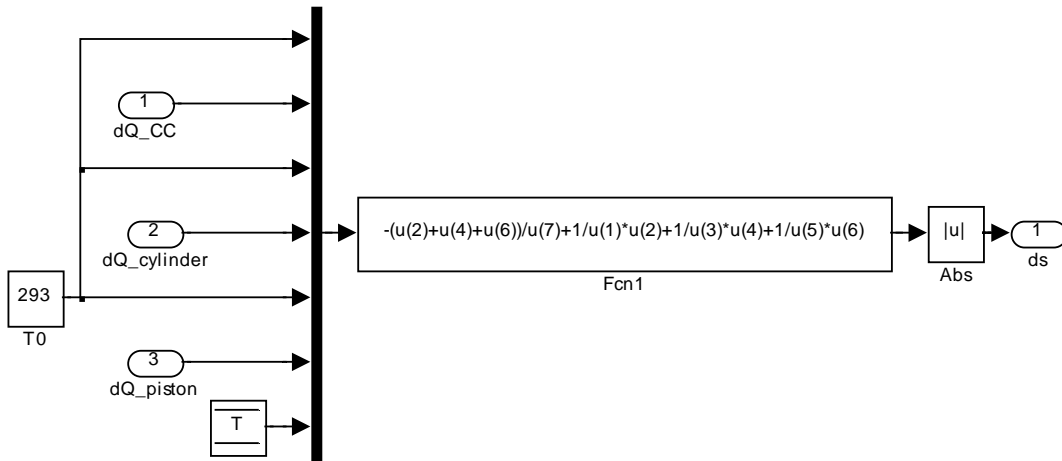 1
dQ_CC
2
dQ_cylinder
293
T0
3
dQ_piston
T
-(u(2)+u(4)+u(6))/u(7)+1/u(1)*u(2)+1/u(3)*u(4)+1/u(5)*u(6)
Fcn1
|u|
Abs
1
ds